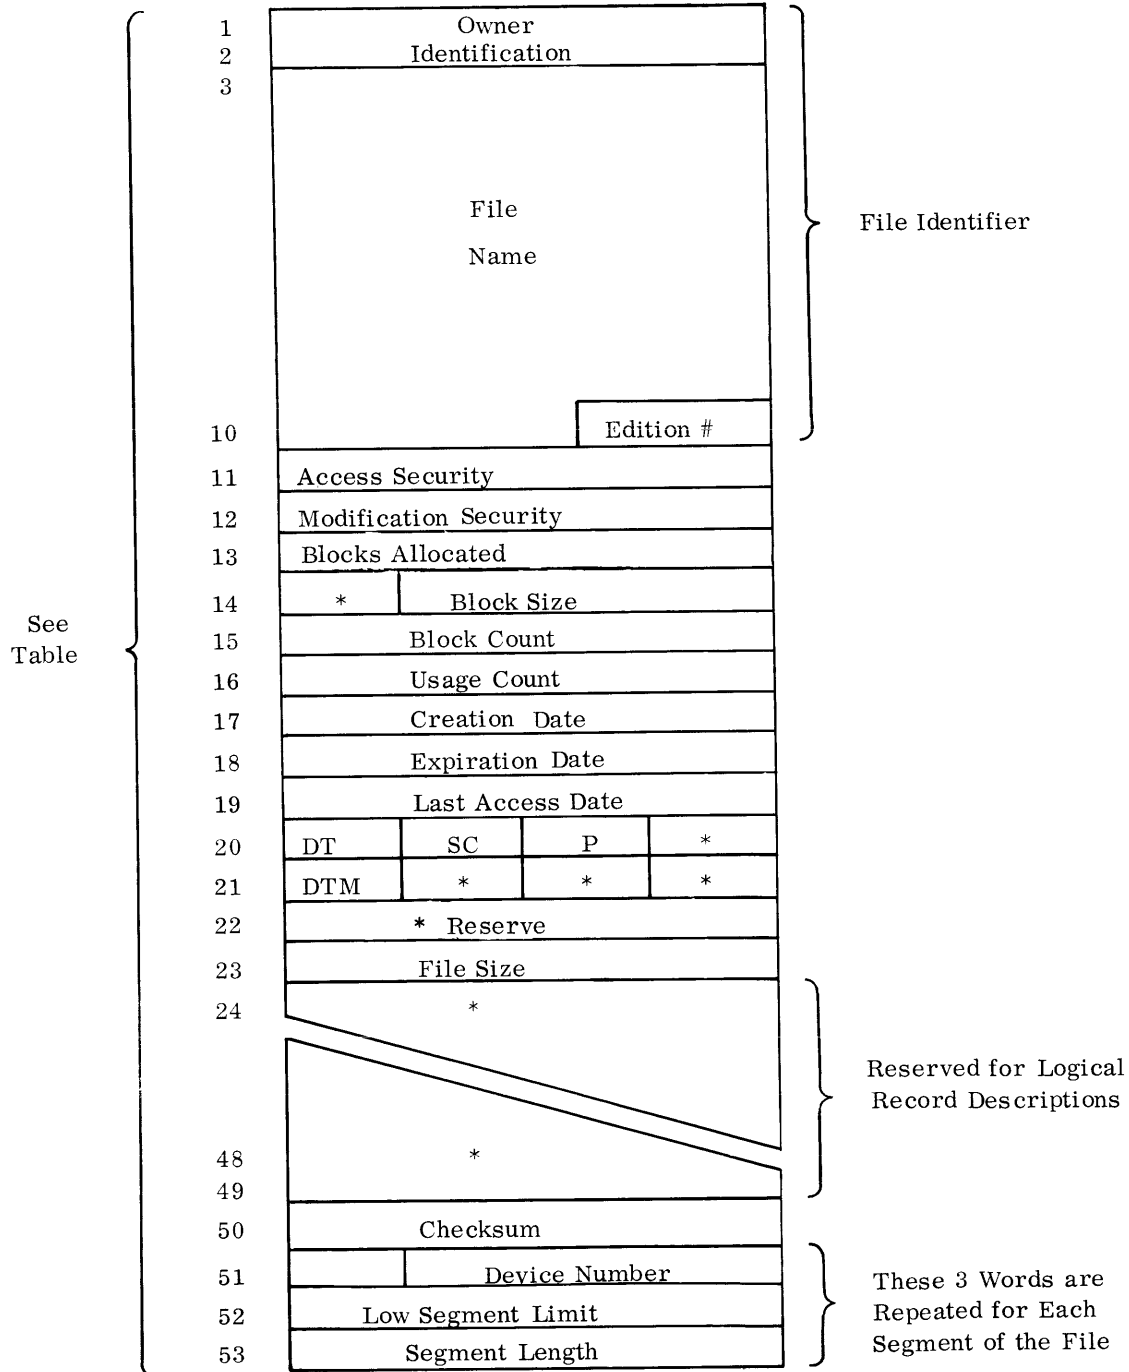 1 Owner
2 Identification
3
File
Name
File Identifier
10 Edition #
11 Access Security
12 Modification Security
13 Blocks Allocated
14 * Block Size
See
Table
15 Block Count
16 Usage Count
17 Creation Date
18 Expiration Date
19 Last Access Date
20 DT SC P *
21 DTM * * *
22 * Reserve
23 File Size
24 *
Reserved for Logical
Record Descriptions
48 *
49
50 Checksum
51 Device Number
52 Low Segment Limit
53 Segment Length
These 3 Words are
Repeated for Each
Segment of the File